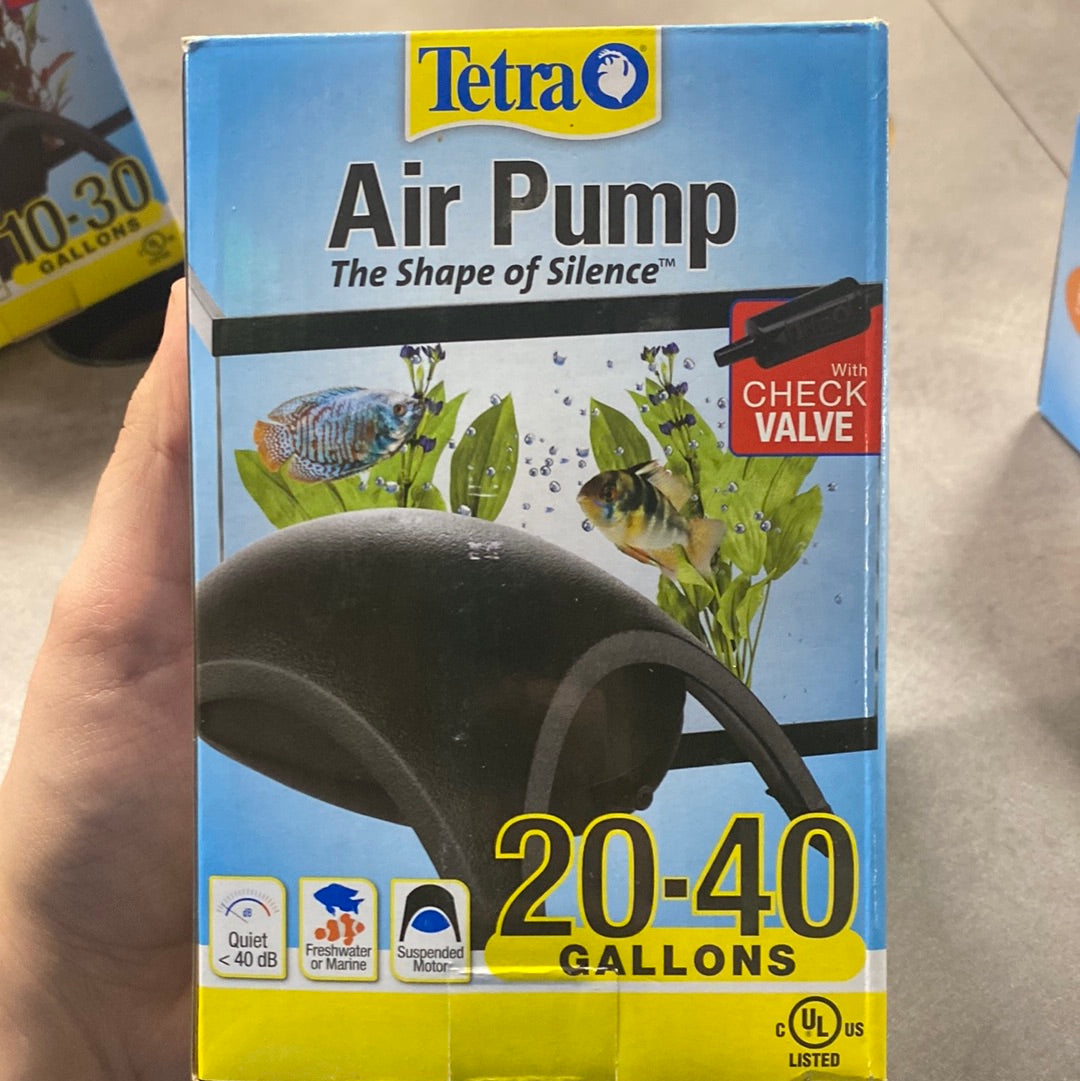 Tetra
Air Pump
The Shape of Silence™
With
CHECK
VALVE
20-40
GALLONS
dB
Quiet
< 40 dB
Freshwater
or Marine
Suspended
Motor
C UL US
LISTED
10-30
GALLONS